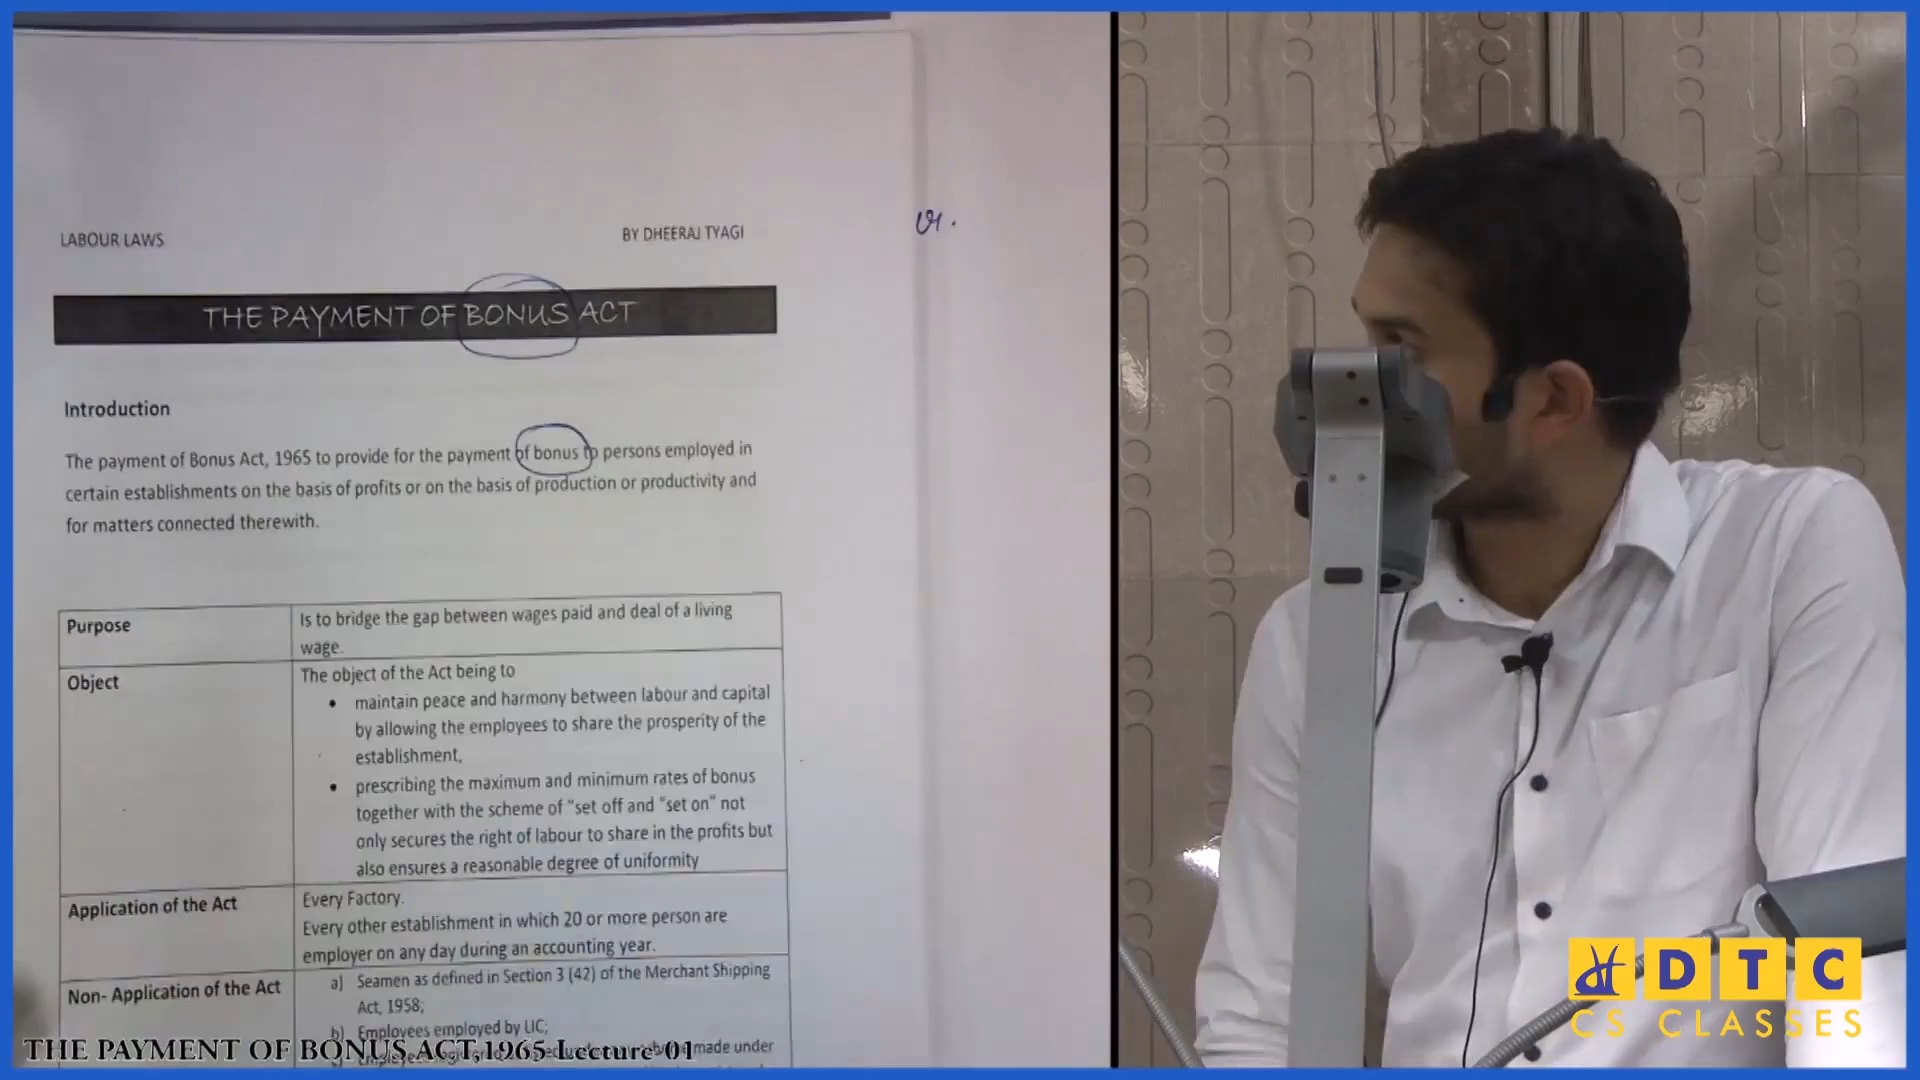 LABOUR LAWS
BY DHEERAJ TYAGI
THE PAYMENT OF BONUS ACT
Introduction
The payment of Bonus Act, 1965 to provide for the payment of bonus to persons employed in
certain establishments on the basis of profits or on the basis of production or productivity and
for matters connected therewith.
Purpose
Is to bridge the gap between wages paid and deal of a living
wage.
Object
The object of the Act being to
• maintain peace and harmony between labour and capital
by allowing the employees to share the prosperity of the
establishment,
• prescribing the maximum and minimum rates of bonus
together with the scheme of “set off and “set on” not
only secures the right of labour to share in the profits but
also ensures a reasonable degree of uniformity
Application of the Act
Every Factory.
Every other establishment in which 20 or more person are
employer on any day during an accounting year.
Non- Application of the Act
a) Seamen as defined in Section 3 (42) of the Merchant Shipping
Act, 1958;
b) Employees employed by LIC;
made under
THE PAYMENT OF BONUS ACT,1965 Lecture-01
DTC
CS CLASSES